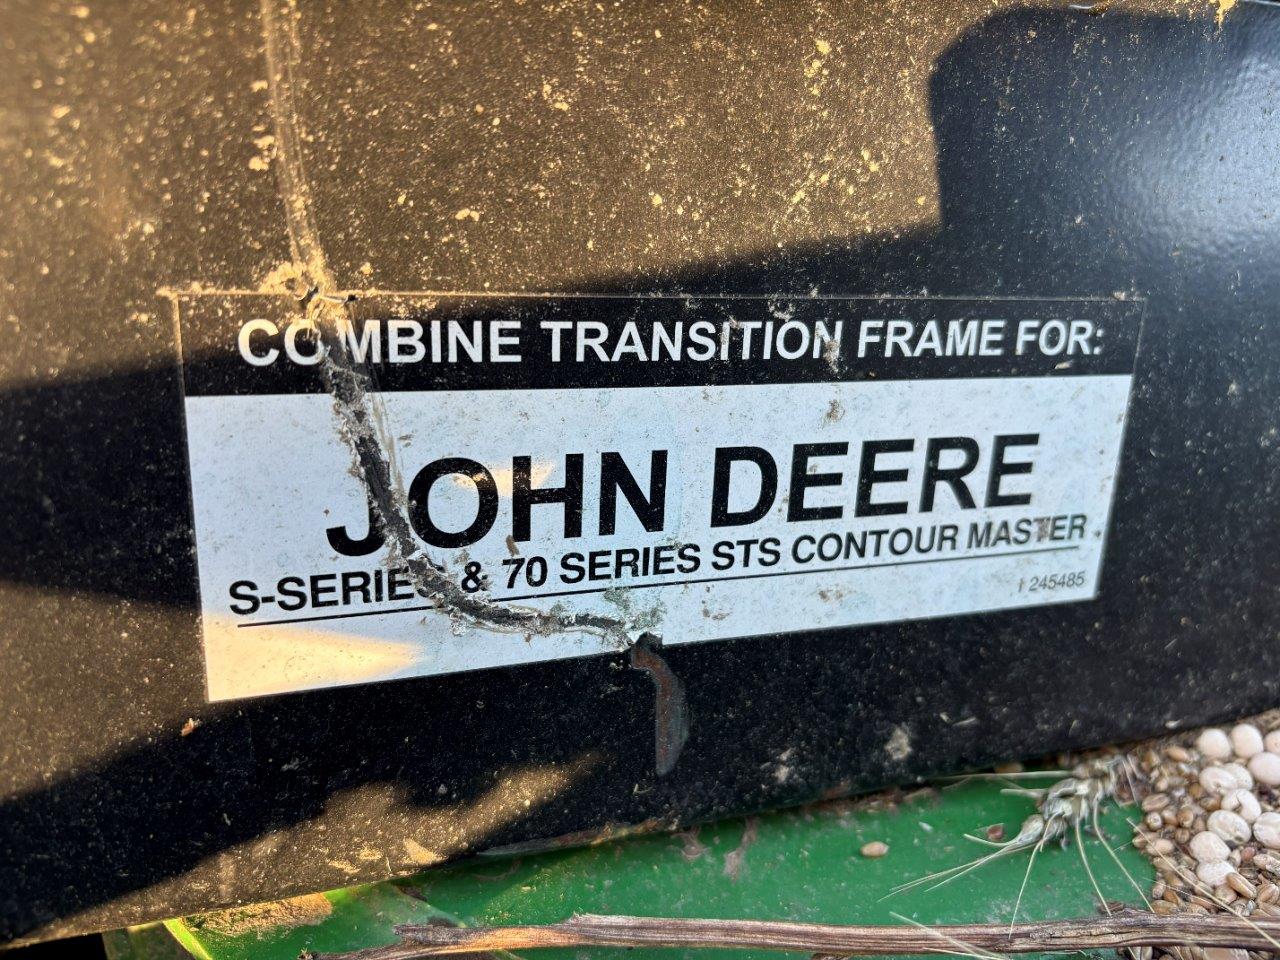 COMBINE TRANSITION FRAME FOR:
JOHN DEERE
S-SERIES & 70 SERIES STS CONTOUR MASTER
245485